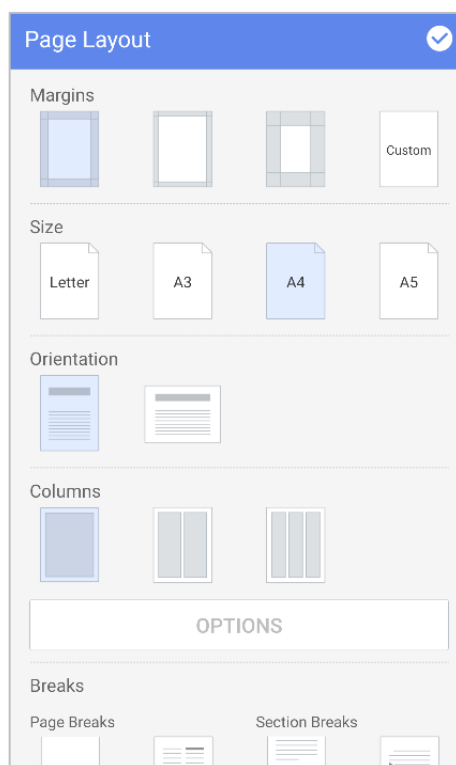 Page Layout
Margins
Custom
Size
Letter A3 A4 A5
Orientation
Columns
OPTIONS
Breaks
Page Breaks Section Breaks